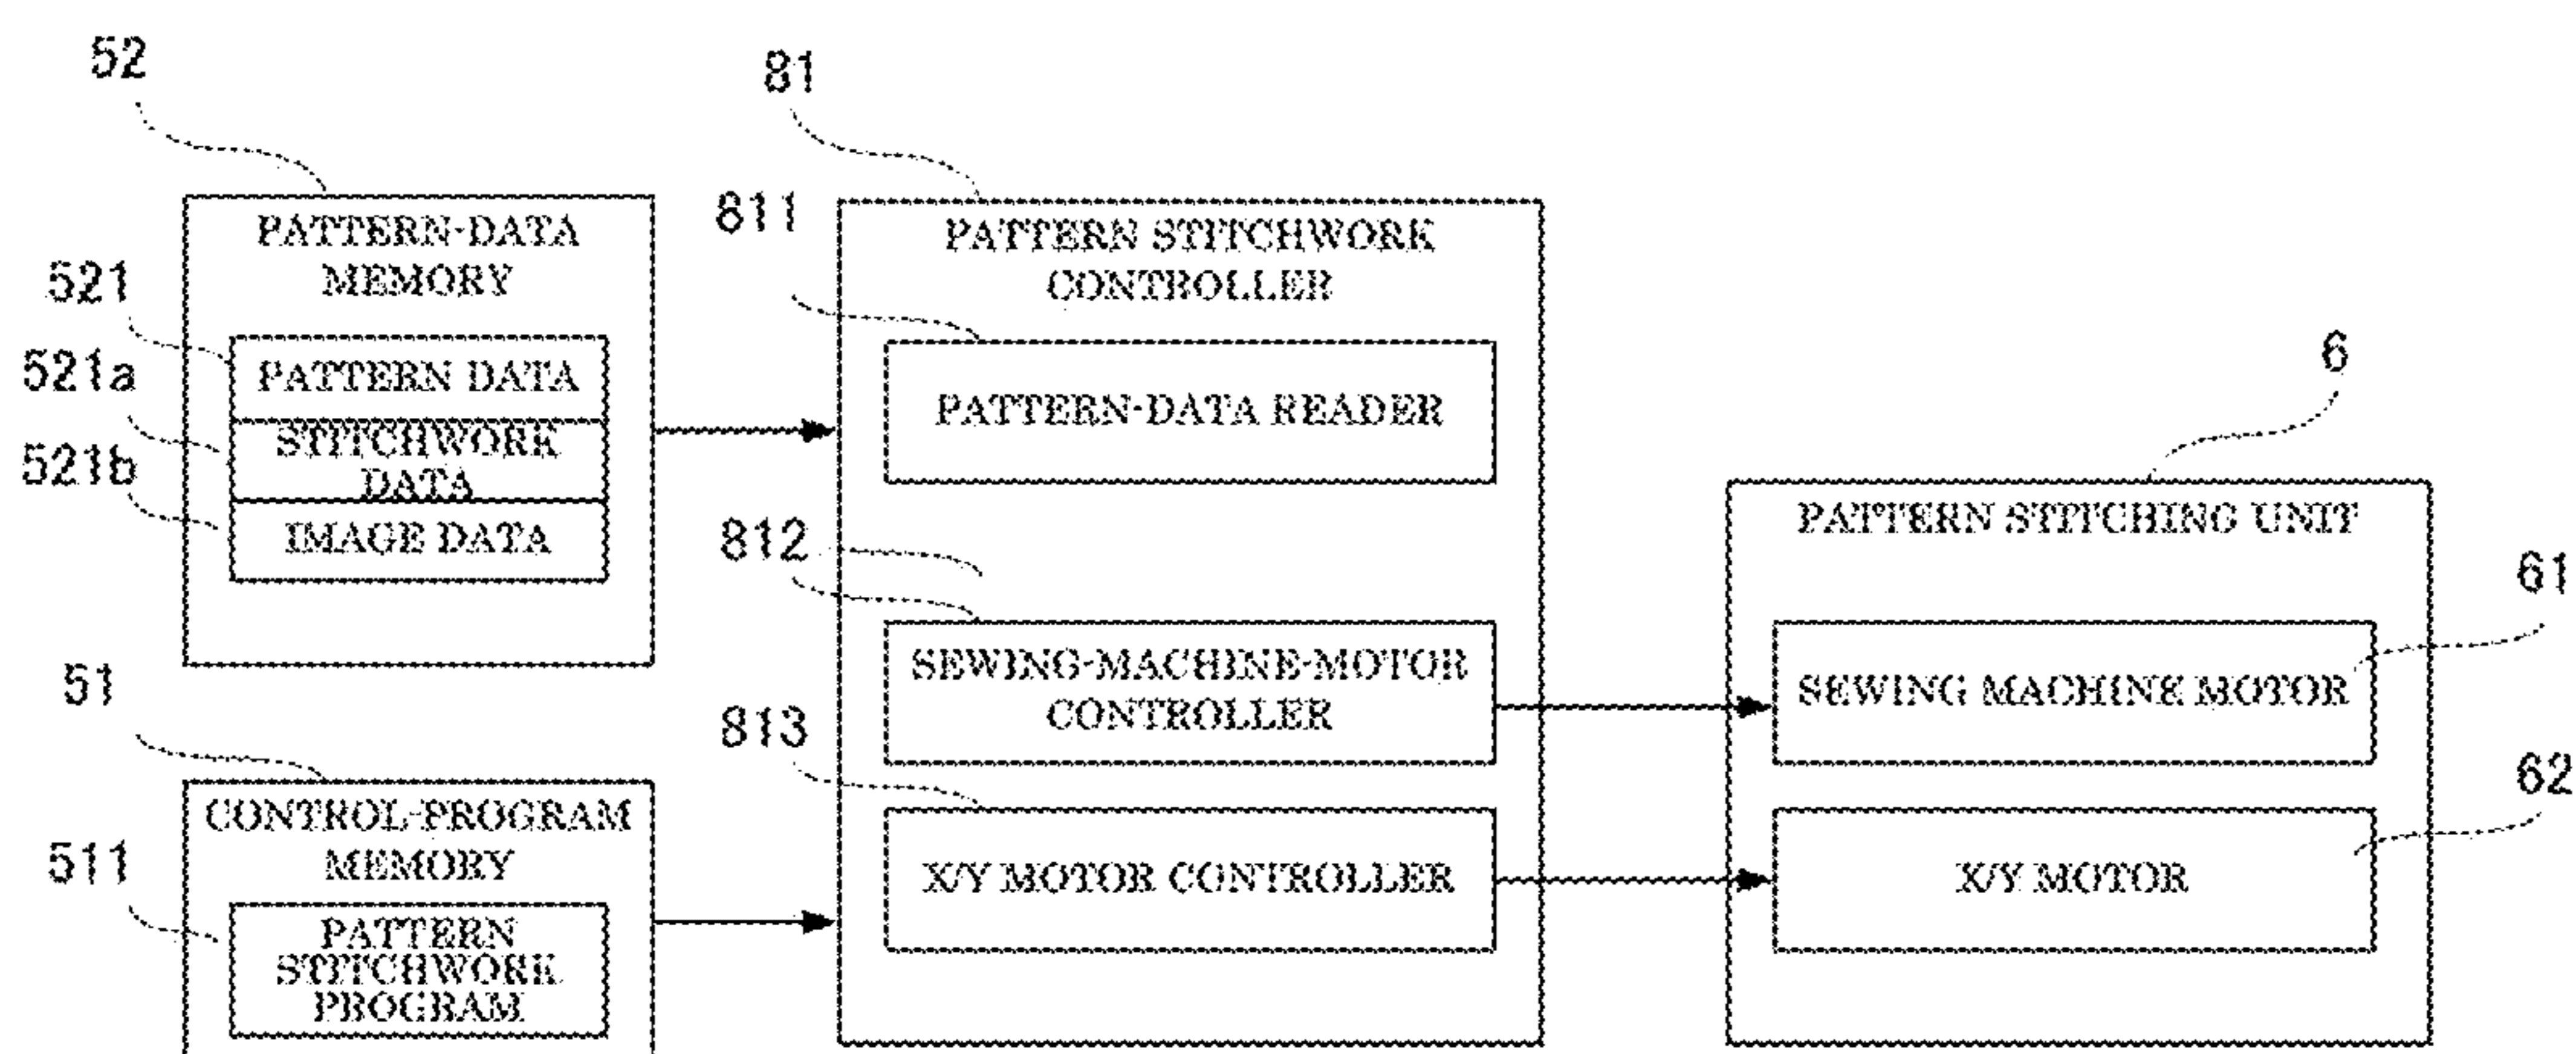 52
81
811
PATTERN-DATA
MEMORY
521
PATTERN DATA
521a
STITCHWORK
DATA
521b
IMAGE DATA
PATTERN STITCHWORK
CONTROLLER
PATTERN-DATA READER
6
PATTERN STITCHING UNIT
812
SEWING-MACHINE-MOTOR
CONTROLLER
61
SEWING MACHINE MOTOR
51
813
CONTROL-PROGRAM
MEMORY
511
PATTERN
STITCHWORK
PROGRAM
X/Y MOTOR CONTROLLER
62
X/Y MOTOR